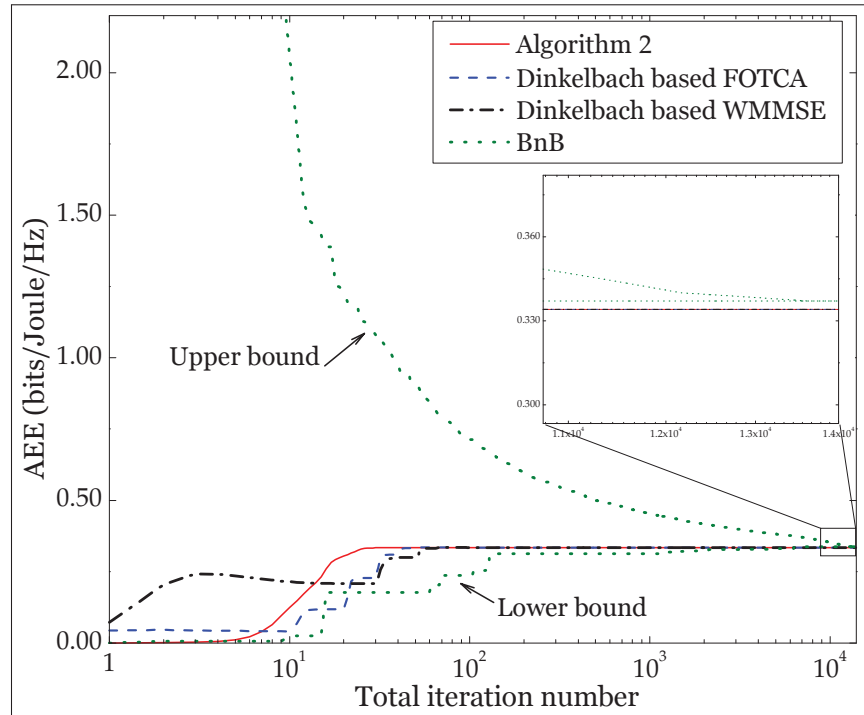 2.00
1.50
1.00
0.50
0.00
AEE (bits/Joule/Hz)
Algorithm 2
Dinkelbach based FOTCA
Dinkelbach based WMMSE
BnB
0.360
0.330
0.300
1.1x10⁴
1.2x10⁴
1.3x10⁴
1.4x10⁴
Upper bound
Lower bound
1
10¹
10²
10³
10⁴
Total iteration number